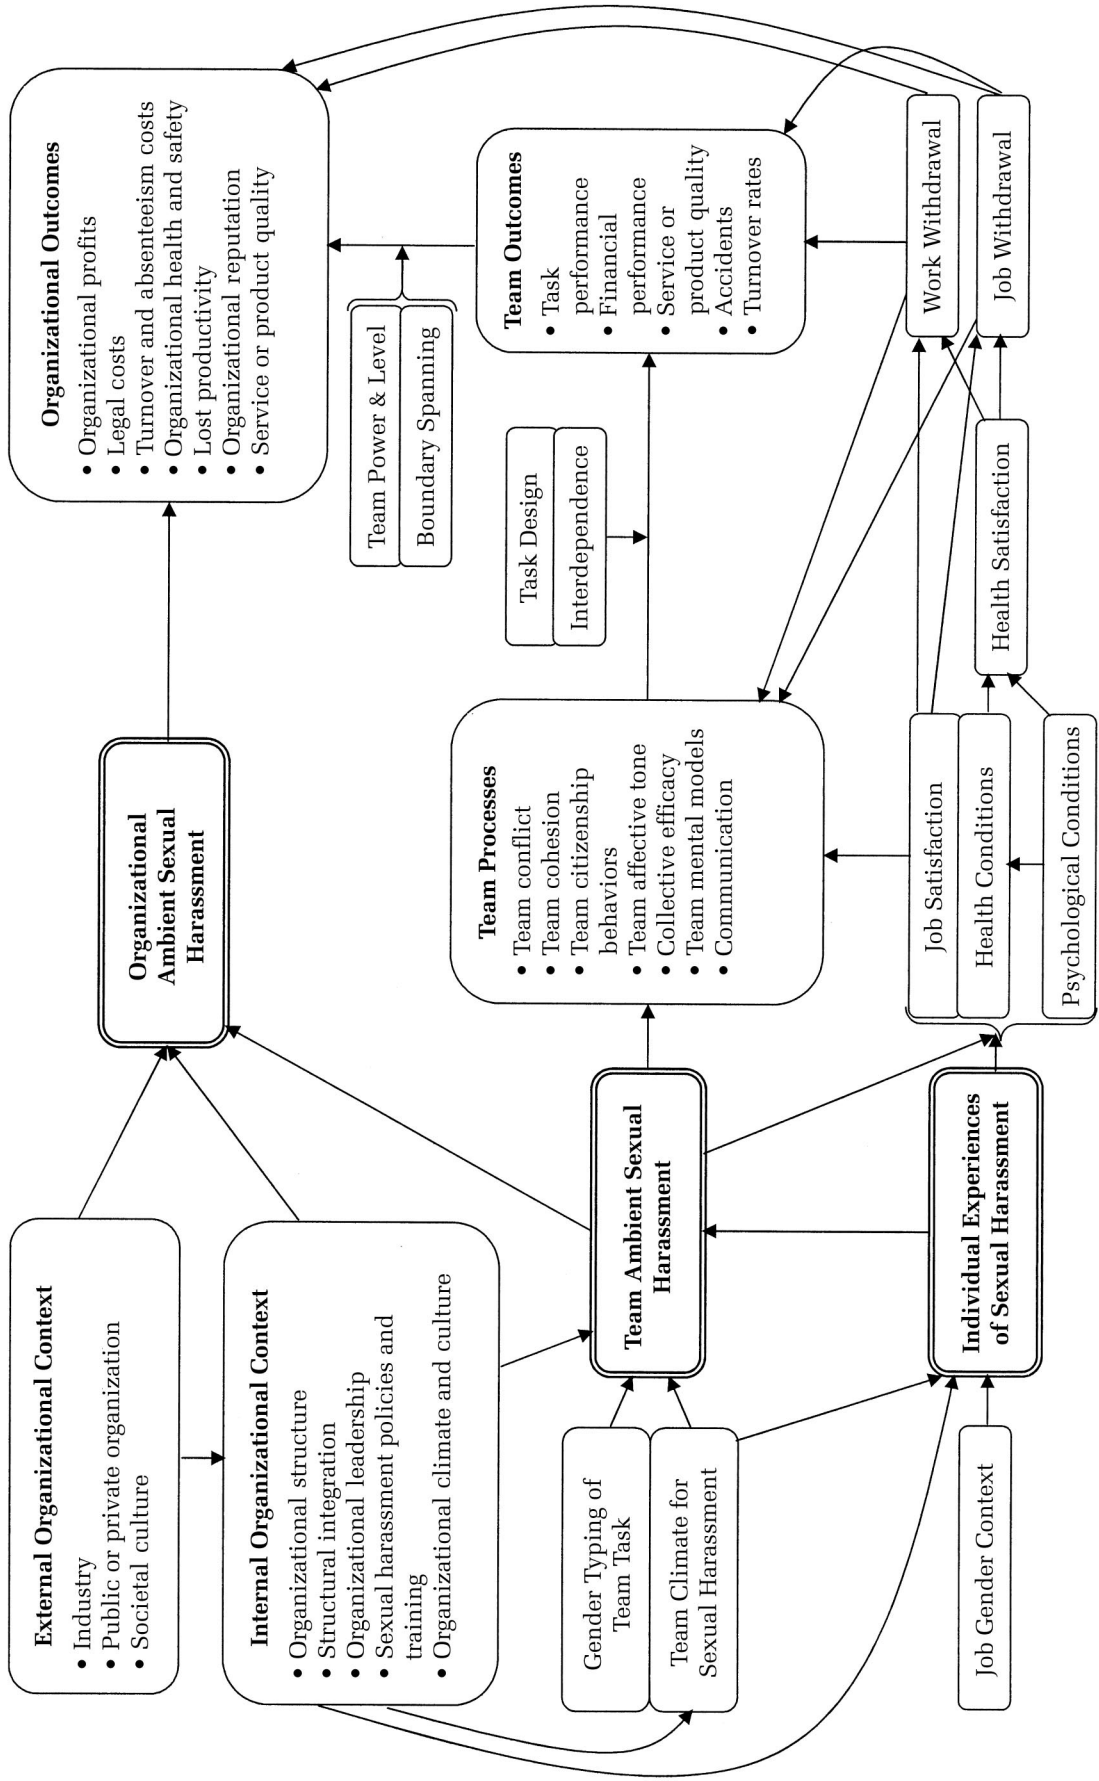 External Organizational Context
• Industry
• Public or private organization
• Societal culture
Internal Organizational Context
• Organizational structure
• Structural integration
• Organizational leadership
• Sexual harassment policies and
training
• Organizational climate and culture
Gender Typing of
Team Task
Team Climate for
Sexual Harassment
Job Gender Context
Organizational
Ambient Sexual
Harassment
Team Ambient Sexual
Harassment
Individual Experiences
of Sexual Harassment
Team Processes
• Team conflict
• Team cohesion
• Team citizenship
behaviors
• Team affective tone
• Collective efficacy
• Team mental models
• Communication
Job Satisfaction
Health Conditions
Psychological Conditions
Task Design
Interdependence
Health Satisfaction
Team Power & Level
Boundary Spanning
Organizational Outcomes
• Organizational profits
• Legal costs
• Turnover and absenteeism costs
• Organizational health and safety
• Lost productivity
• Organizational reputation
• Service or product quality
Team Outcomes
• Task
performance
• Financial
performance
• Service or
product quality
• Accidents
• Turnover rates
Work Withdrawal
Job Withdrawal